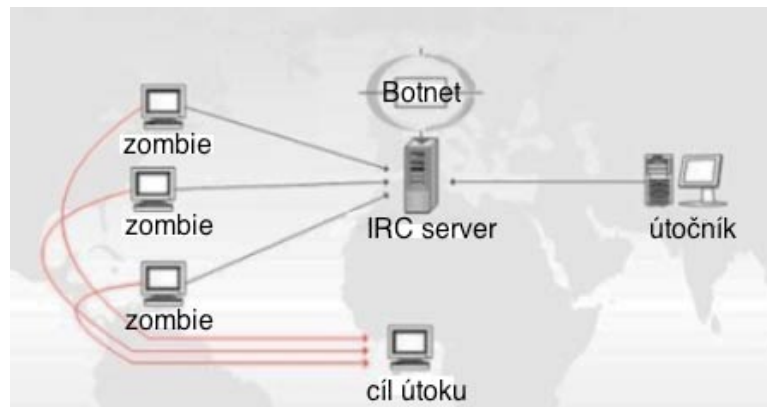 Botnet
zombie
zombie
IRC server
útočník
zombie
cíl útoku